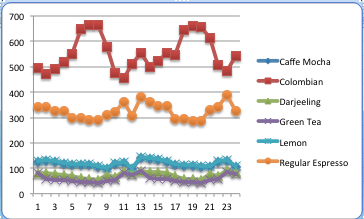 700
600
500
400
300
200
100
0
1 3 5 7 9 11 13 15 17 19 21 23
Caffe Mocha
Colombian
Darjeeling
Green Tea
Lemon
Regular Espresso